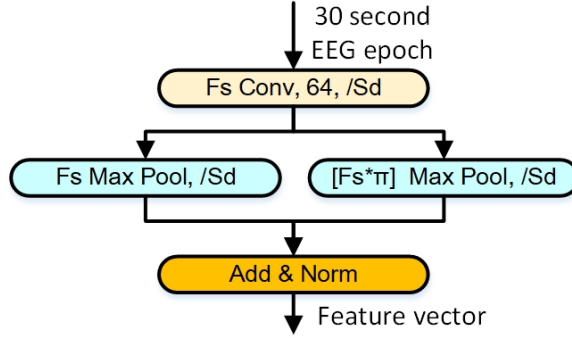 30 second
EEG epoch
Fs Conv, 64, /Sd
Fs Max Pool, /Sd
[Fs*π] Max Pool, /Sd
Add & Norm
Feature vector